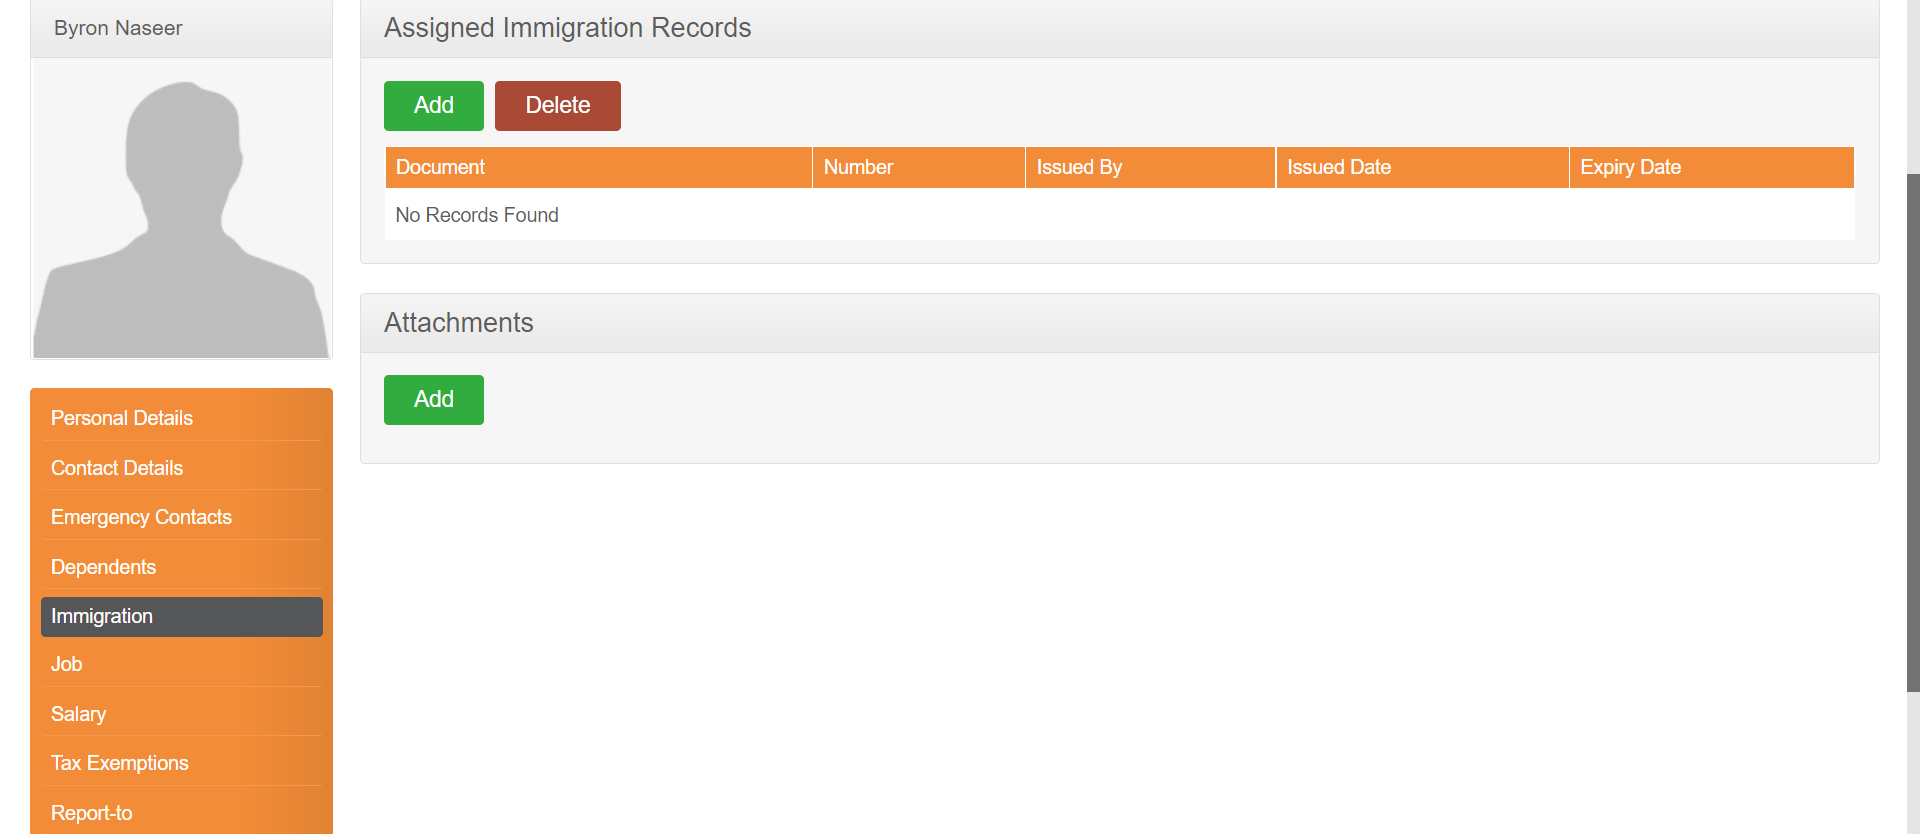 Byron Naseer
Assigned Immigration Records
Add
Delete
Document
Number
Issued By
Issued Date
Expiry Date
No Records Found
Attachments
Add
Personal Details
Contact Details
Emergency Contacts
Dependents
Immigration
Job
Salary
Tax Exemptions
Report-to